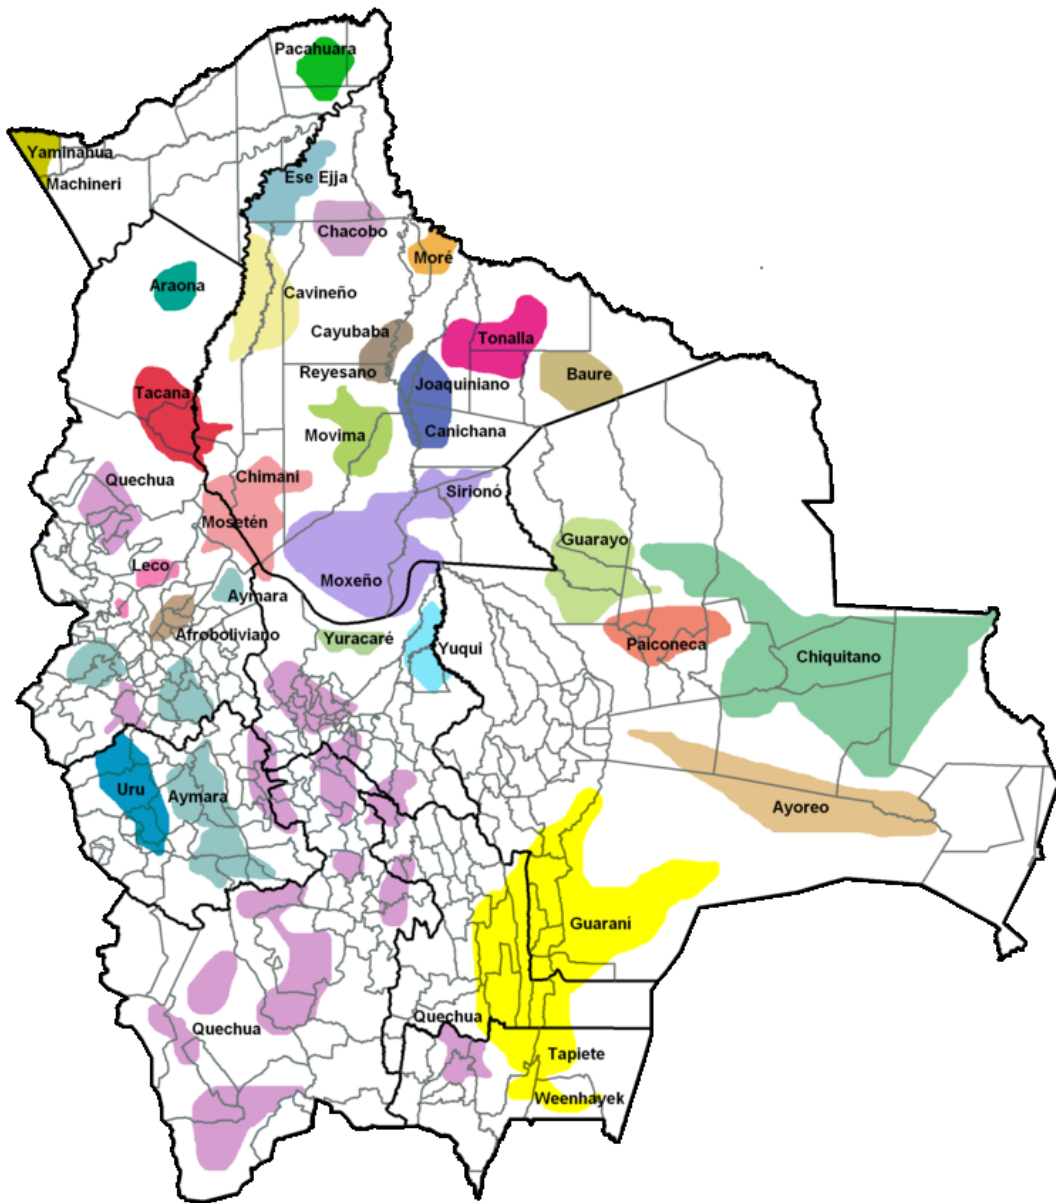 Pacahuara
Yaminahua
Machineri
Ese Ejja
Chacobo
Moré
Araona
Cavineño
Cayubaba
Tonalla
Reyesano
Joaquiniano
Baure
Tacana
Movima
Canichana
Quechua
Chimani
Sirionó
Mosetén
Guarayo
Leco
Moxeño
Aymara
Afroboliviano
Yuracaré
Yuqui
Paiconeca
Chiquitano
Uru
Aymara
Ayoreo
Guaraní
Quechua
Quechua
Tapiete
Weenhayek